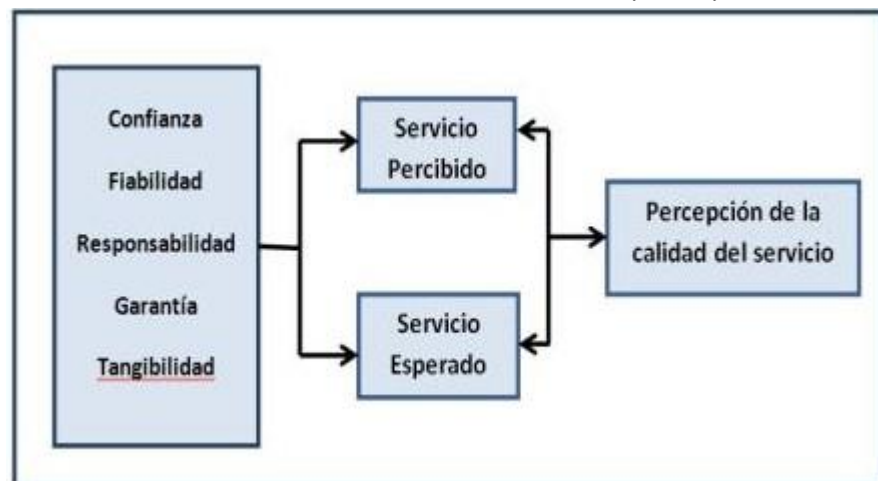 Confianza
Fiabilidad
Responsabilidad
Garantía
Tangibilidad
Servicio
Percibido
Servicio
Esperado
Percepción de la
calidad del servicio